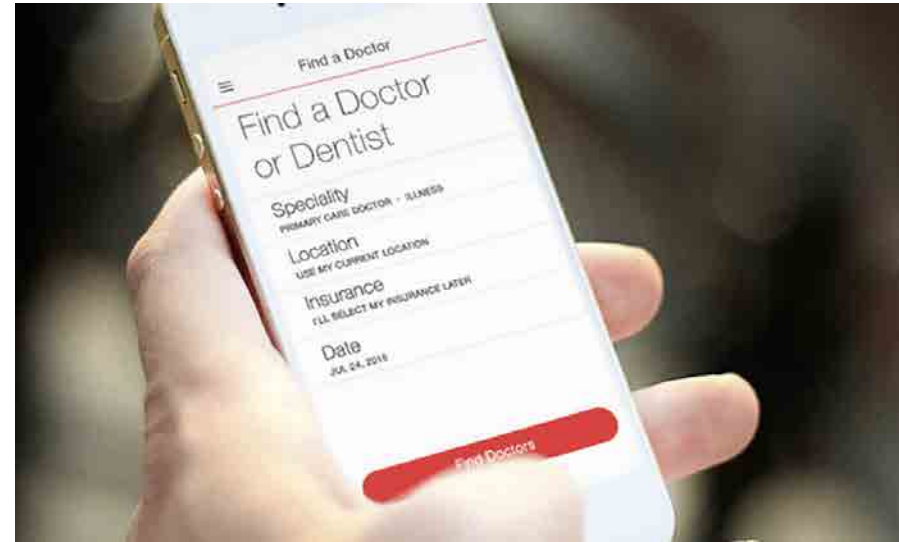 Find a Doctor
Find a Doctor
or Dentist
Speciality
PRIMARY CARE DOCTOR - ILLNESS
Location
USE MY CURRENT LOCATION
Insurance
I'LL SELECT MY INSURANCE LATER
Date
JUL 24, 2016
Find Doctors